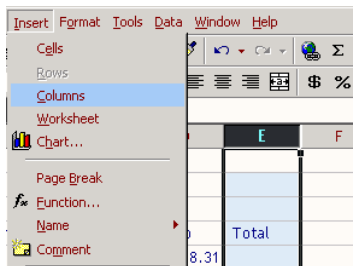 Insert Format Tools Data Window Help
Cells
Rows
Columns
Worksheet
Chart...
Page Break
fx Function...
Name
Comment
Σ
$ %
E F
Total
8.31